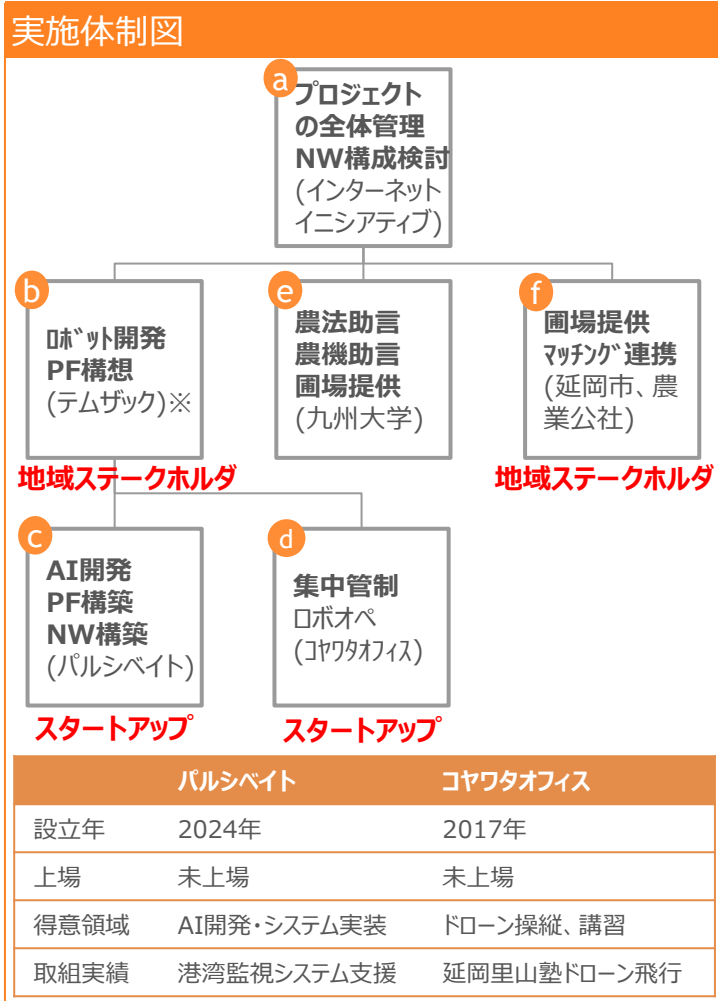 実施体制図
a
プロジェクト
の全体管理
NW構成検討
(インターネット
イニシアティブ)
b
ﾛﾎﾞｯﾄ開発
PF構想
(テムザック)※
地域ステークホルダ
e
農法助言
農機助言
圃場提供
(九州大学)
f
圃場提供
ﾏｯﾁﾝｸﾞ連携
(延岡市、農
業公社)
地域ステークホルダ
c
AI開発
PF構築
NW構築
(パルシベイト)
スタートアップ
d
集中管制
ロボオペ
(ｺﾔﾜﾀｵﾌｨｽ)
スタートアップ
パルシベイト コヤワタオフィス
設立年 2024年 2017年
上場 未上場 未上場
得意領域 AI開発・システム実装 ドローン操縦、講習
取組実績 港湾監視システム支援 延岡里山塾ドローン飛行